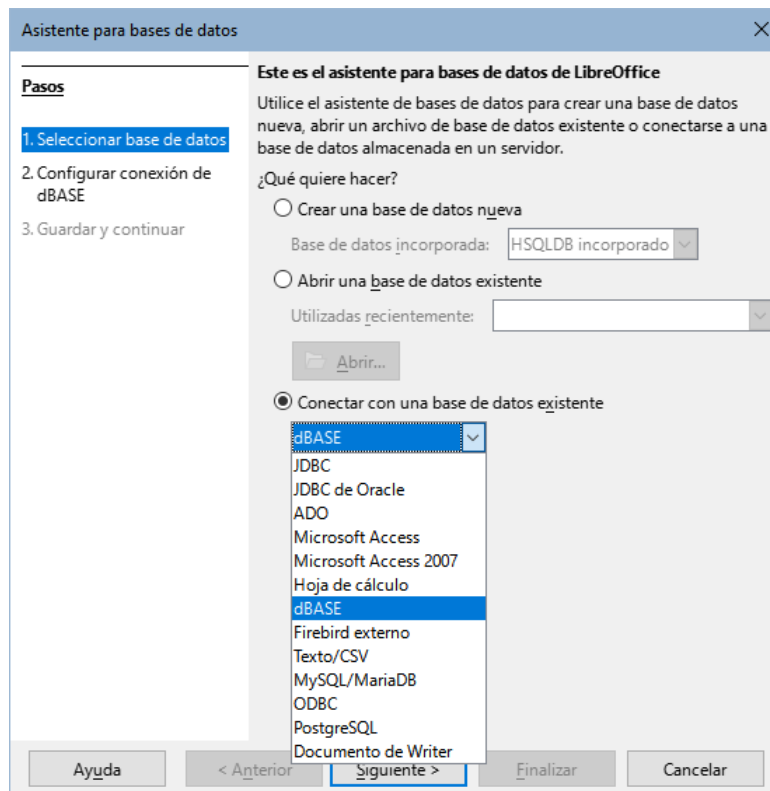 Asistente para bases de datos
Pasos
1. Seleccionar base de datos
2. Configurar conexión de
dBASE
3. Guardar y continuar
Este es el asistente para bases de datos de LibreOffice
Utilice el asistente de bases de datos para crear una base de datos
nueva, abrir un archivo de base de datos existente o conectarse a una
base de datos almacenada en un servidor.
¿Qué quiere hacer?
Crear una base de datos nueva
Base de datos incorporada: HSQLDB incorporado
Abrir una base de datos existente
Utilizadas recientemente:
Abrir...
Conectar con una base de datos existente
dBASE
JDBC
JDBC de Oracle
ADO
Microsoft Access
Microsoft Access 2007
Hoja de cálculo
dBASE
Firebird externo
Texto/CSV
MySQL/MariaDB
ODBC
PostgreSQL
Documento de Writer
Ayuda < Anterior Siguiente > Finalizar Cancelar